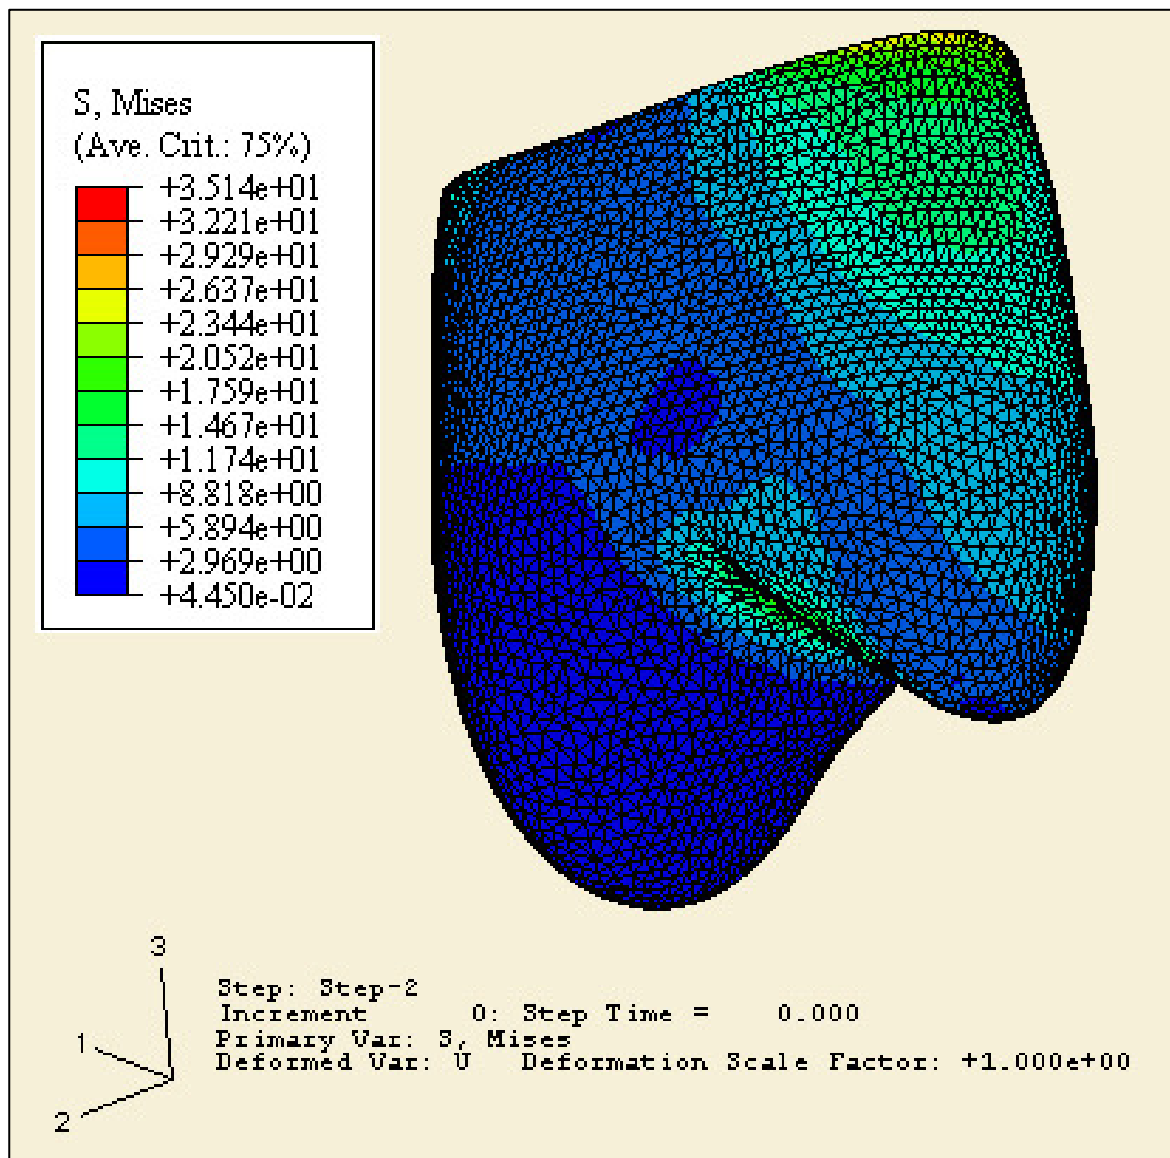 S, Mises
(Ave. Crit.: 75%)
+3.514e+01
+3.221e+01
+2.929e+01
+2.637e+01
+2.344e+01
+2.052e+01
+1.759e+01
+1.467e+01
+1.174e+01
+8.818e+00
+5.894e+00
+2.969e+00
+4.450e-02
3
1
2
Step: Step-2
Increment 0: Step Time = 0.000
Primary Var: S, Mises
Deformed Var: U Deformation Scale Factor: +1.000e+00